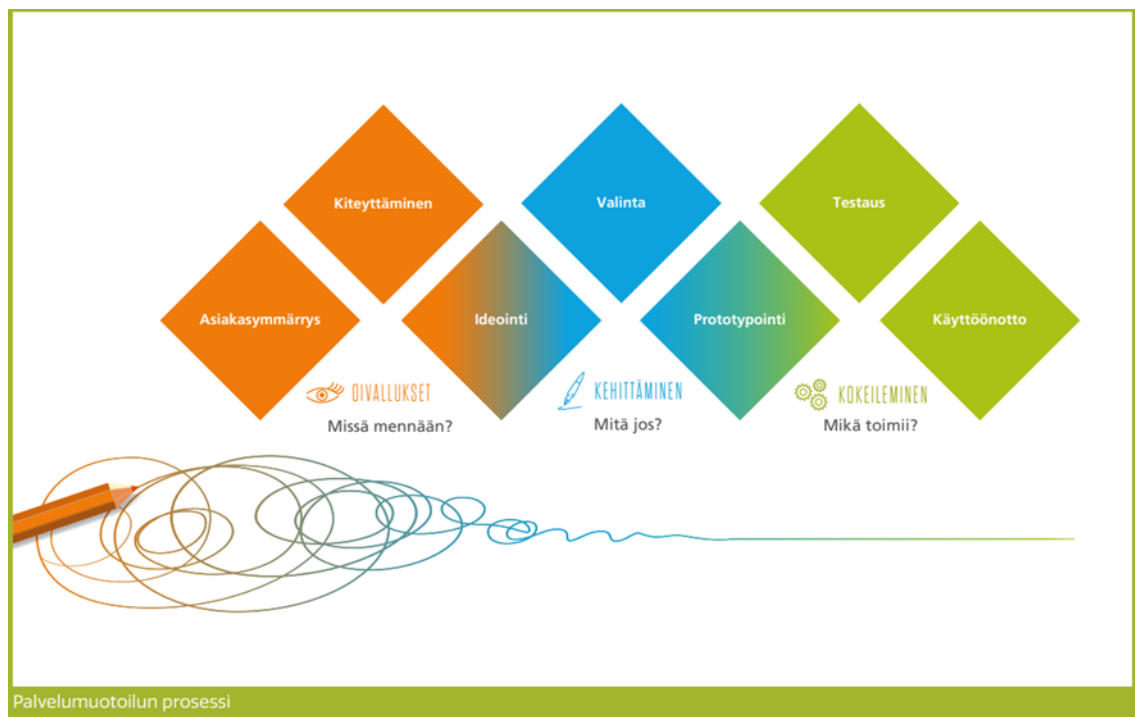 Kiteyttäminen
Valinta
Testaus
Asiakasymmärrys
Ideointi
Prototypointi
Käyttöönotto
OIVALLUKSET
Missä mennään?
KEHITTÄMINEN
Mitä jos?
KOKEILEMINEN
Mikä toimii?
Palvelumuotoilun prosessi